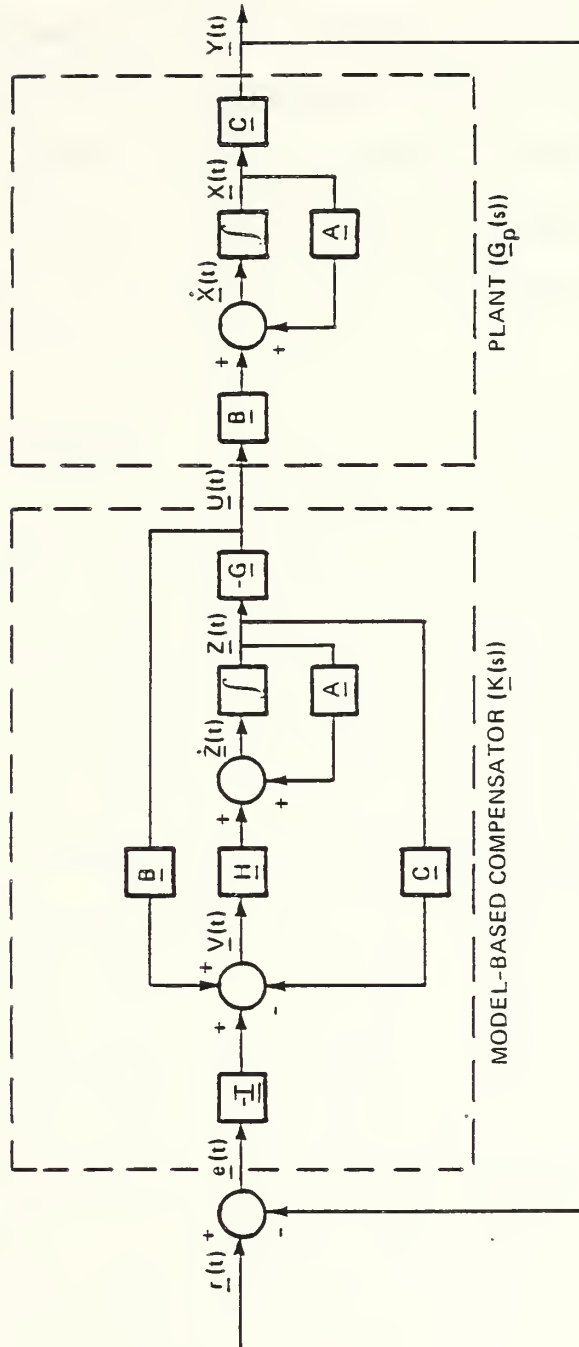 r(t)
+
-
e(t)
-I
+
+
-
V(t)
B
H
+
+
Ż(t)
∫
A
Z(t)
C
-G
U(t)
MODEL-BASED COMPENSATOR (K(s))
B
+
+
Ẋ(t)
∫
A
X(t)
C
Y(t)
PLANT (Gp(s))